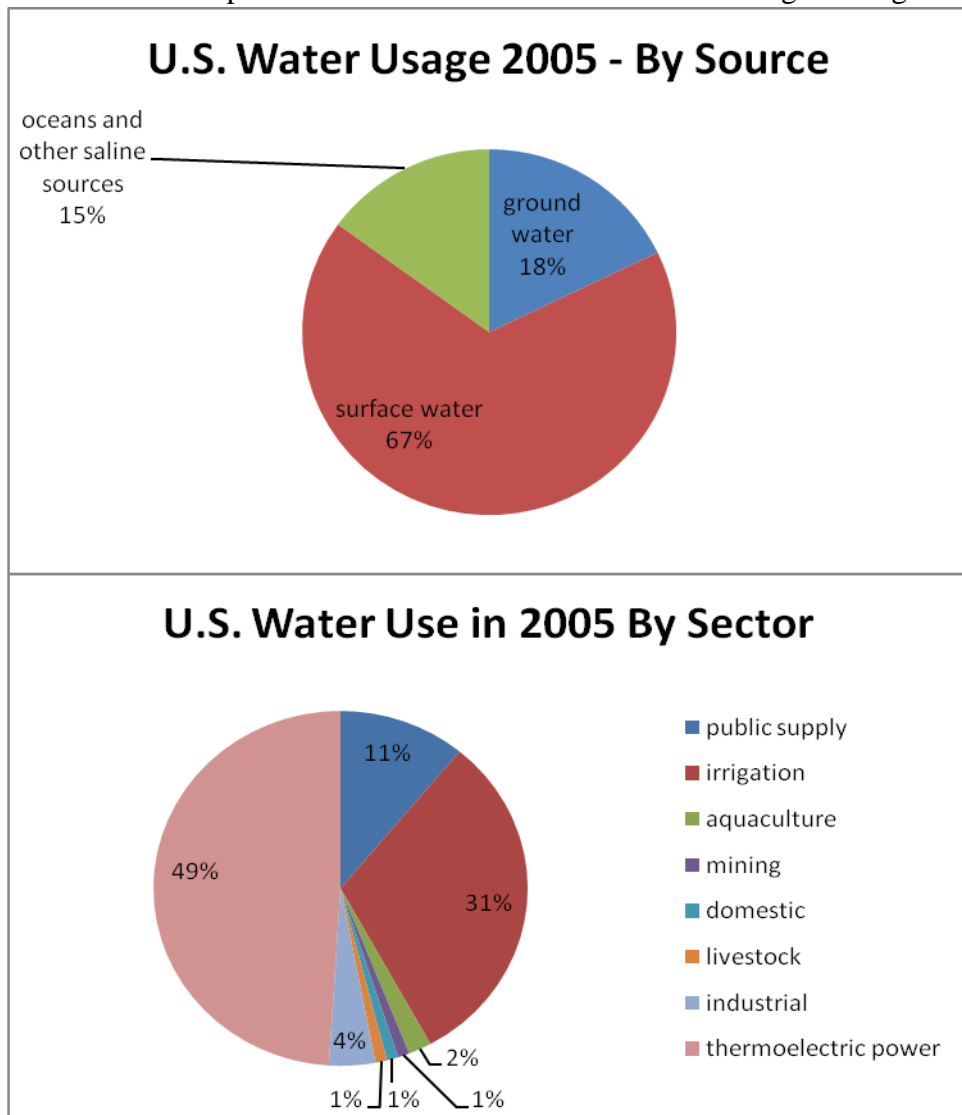 U.S. Water Usage 2005 - By Source
oceans and
other saline
sources
15%
ground
water
18%
surface water
67%
U.S. Water Use in 2005 By Sector
11%
31%
2%
1%
1%
1%
4%
49%
public supply
irrigation
aquaculture
mining
domestic
livestock
industrial
thermoelectric power